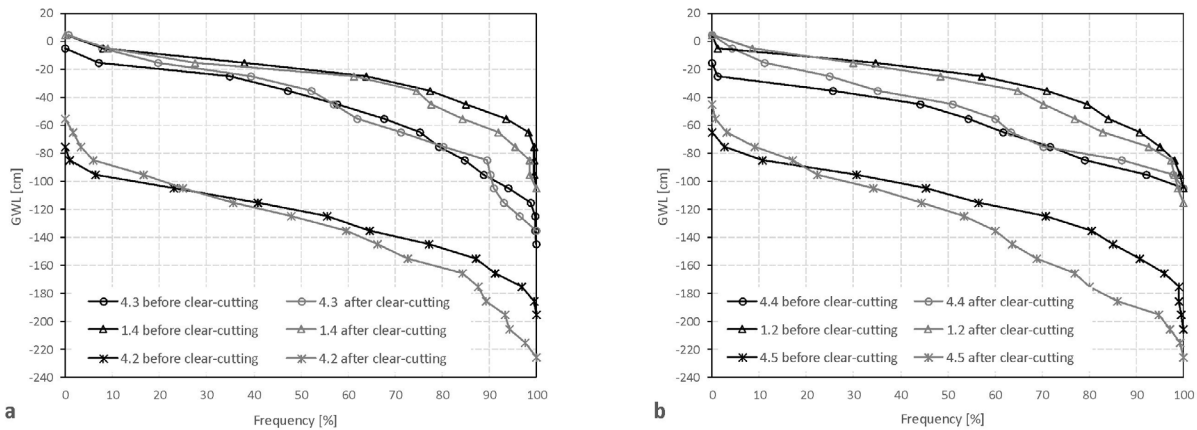 20
0
-20
-40
-60
-80
-100
-120
-140
-160
-180
-200
-220
-240
GWL [cm]
4.3 before clear-cutting
4.3 after clear-cutting
1.4 before clear-cutting
1.4 after clear-cutting
4.2 before clear-cutting
4.2 after clear-cutting
0 10 20 30 40 50 60 70 80 90 100
Frequency [%]
a
20
0
-20
-40
-60
-80
-100
-120
-140
-160
-180
-200
-220
-240
GWL [cm]
4.4 before clear-cutting
4.4 after clear-cutting
1.2 before clear-cutting
1.2 after clear-cutting
4.5 before clear-cutting
4.5 after clear-cutting
0 10 20 30 40 50 60 70 80 90 100
Frequency [%]
b